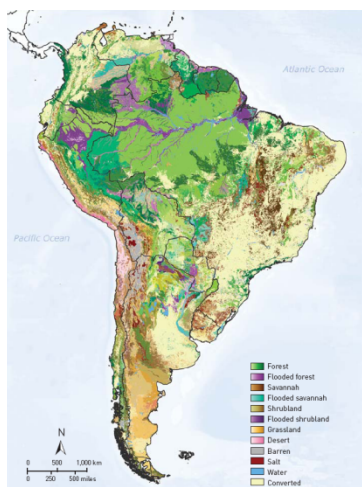 Atlantic Ocean
Pacific Ocean
Forest
Flooded forest
Savannah
Flooded savannah
Shrubland
Flooded shrubland
Grassland
Desert
Barren
Salt
Water
Converted
N
0 500 1,000 km
0 250 500 miles